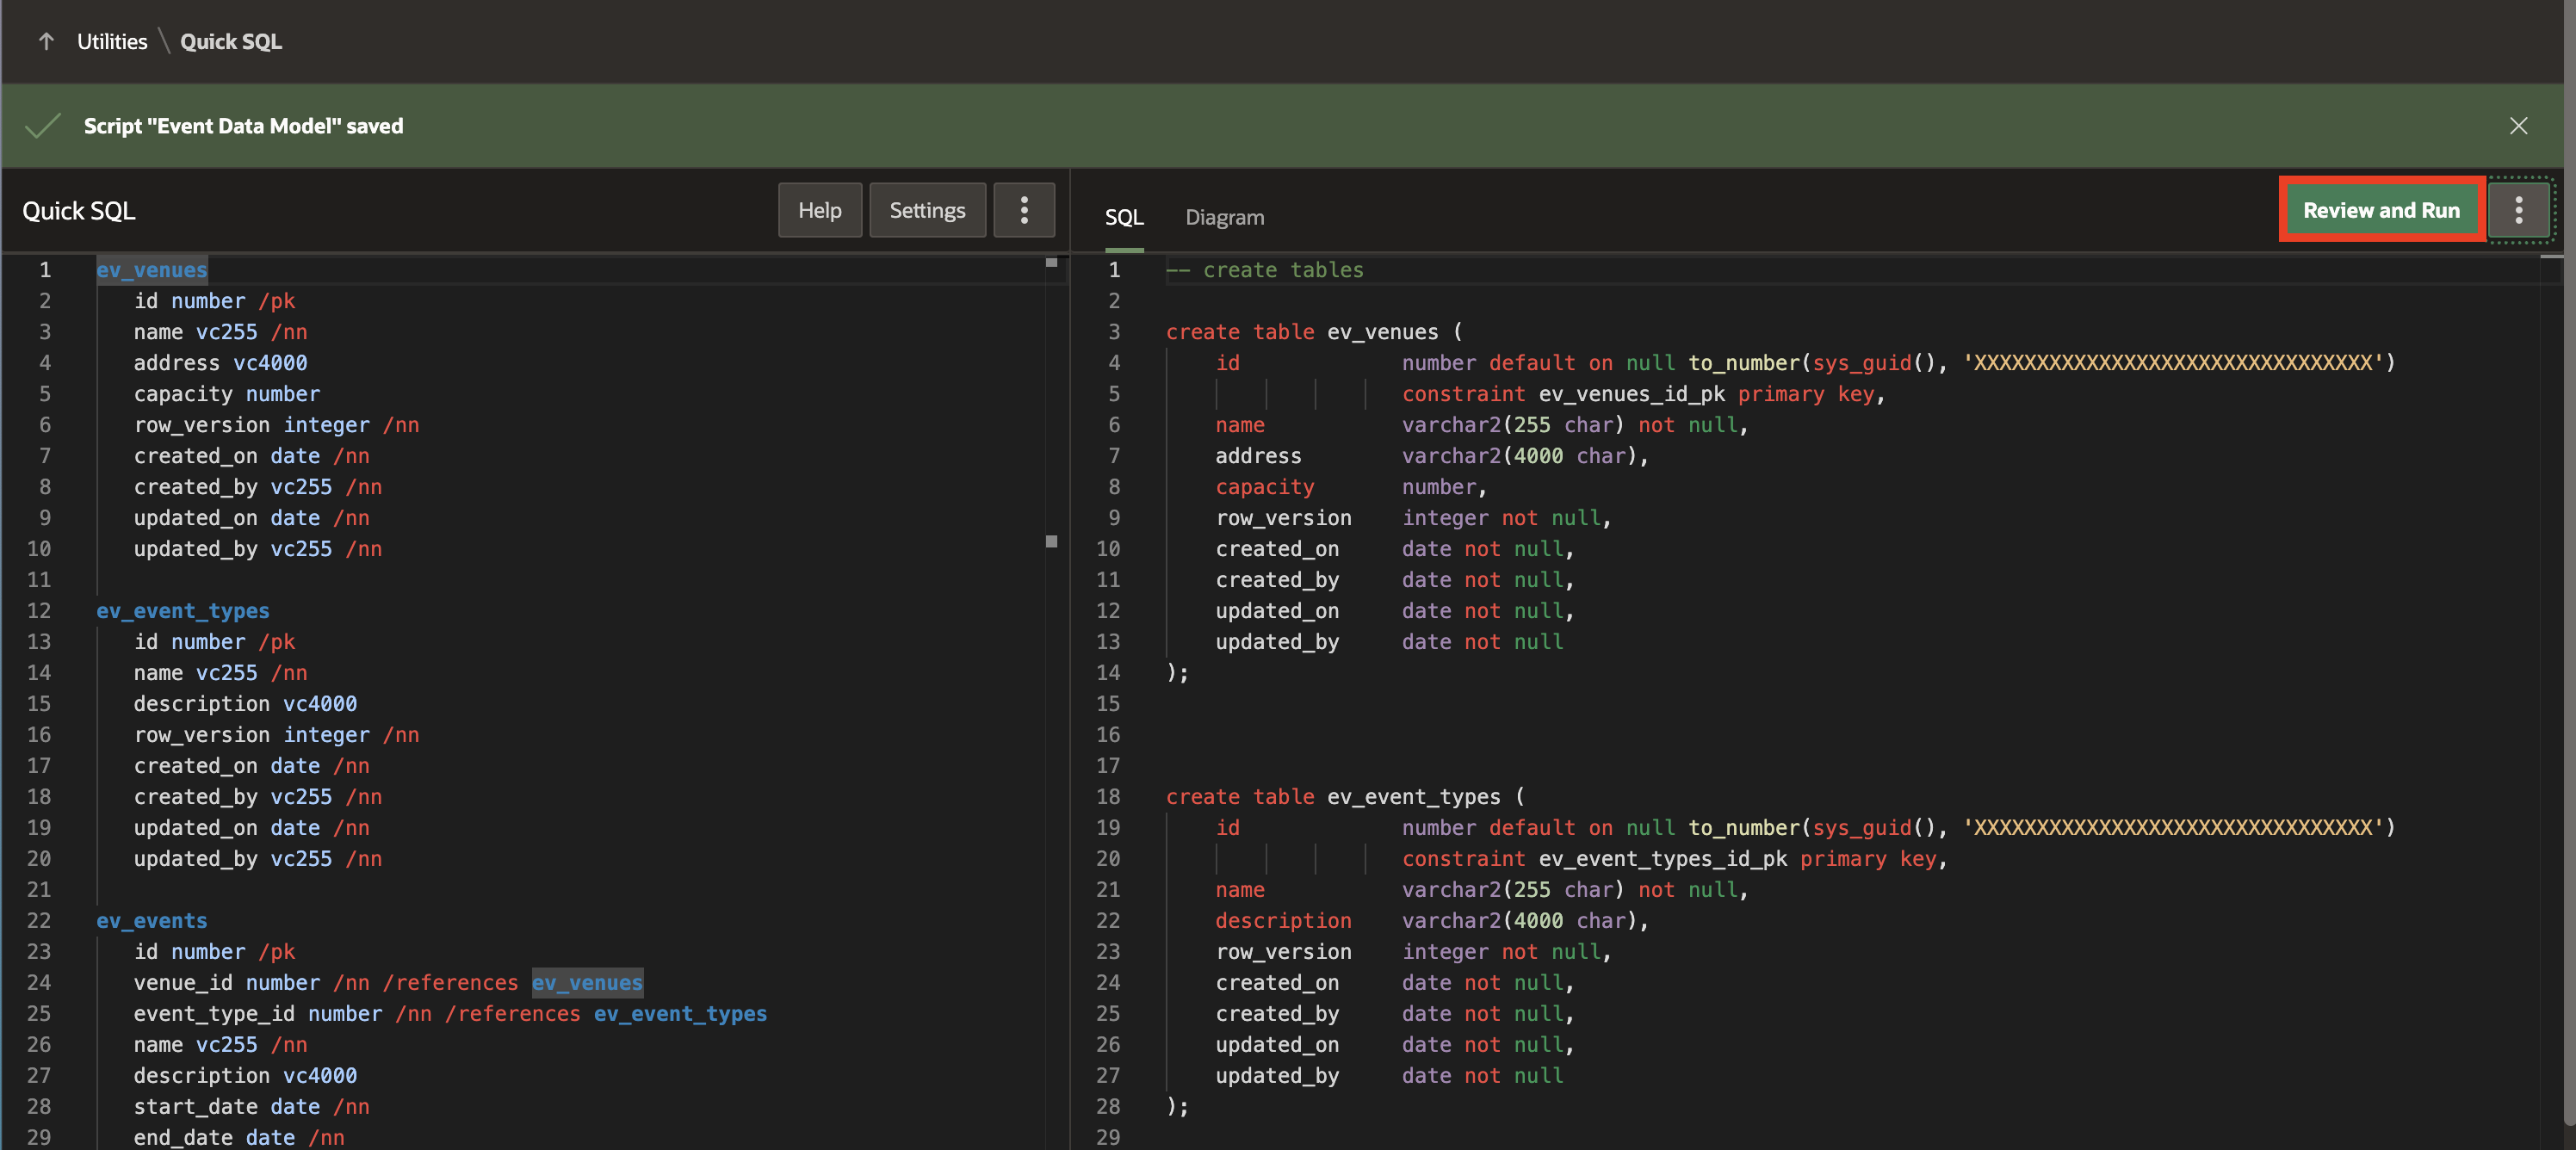 Utilities \ Quick SQL
Script "Event Data Model" saved
Quick SQL
Help
Settings
1 ev_venues
2 id number /pk
3 name vc255 /nn
4 address vc4000
5 capacity number
6 row_version integer /nn
7 created_on date /nn
8 created_by vc255 /nn
9 updated_on date /nn
10 updated_by vc255 /nn
11
12 ev_event_types
13 id number /pk
14 name vc255 /nn
15 description vc4000
16 row_version integer /nn
17 created_on date /nn
18 created_by vc255 /nn
19 updated_on date /nn
20 updated_by vc255 /nn
21
22 ev_events
23 id number /pk
24 venue_id number /nn /references ev_venues
25 event_type_id number /nn /references ev_event_types
26 name vc255 /nn
27 description vc4000
28 start_date date /nn
29 end_date date /nn
SQL
Diagram
Review and Run
1 -- create tables
2
3 create table ev_venues (
4 id number default on null to_number(sys_guid(), 'XXXXXXXXXXXXXXXXXXXXXXXXXXXXXXXX')
5 constraint ev_venues_id_pk primary key,
6 name varchar2(255 char) not null,
7 address varchar2(4000 char),
8 capacity number,
9 row_version integer not null,
10 created_on date not null,
11 created_by date not null,
12 updated_on date not null,
13 updated_by date not null
14 );
15
16
17
18 create table ev_event_types (
19 id number default on null to_number(sys_guid(), 'XXXXXXXXXXXXXXXXXXXXXXXXXXXXXXXX')
20 constraint ev_event_types_id_pk primary key,
21 name varchar2(255 char) not null,
22 description varchar2(4000 char),
23 row_version integer not null,
24 created_on date not null,
25 created_by date not null,
26 updated_on date not null,
27 updated_by date not null
28 );
29